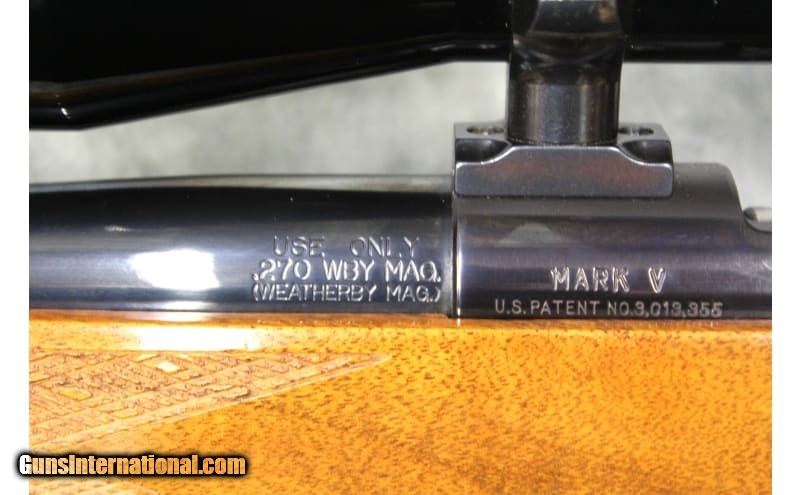 USE ONLY
.270 WBY MAG.
(WEATHERBY MAG.)
MARK V
U.S. PATENT NO. 3,013,355
GunsInternational.com